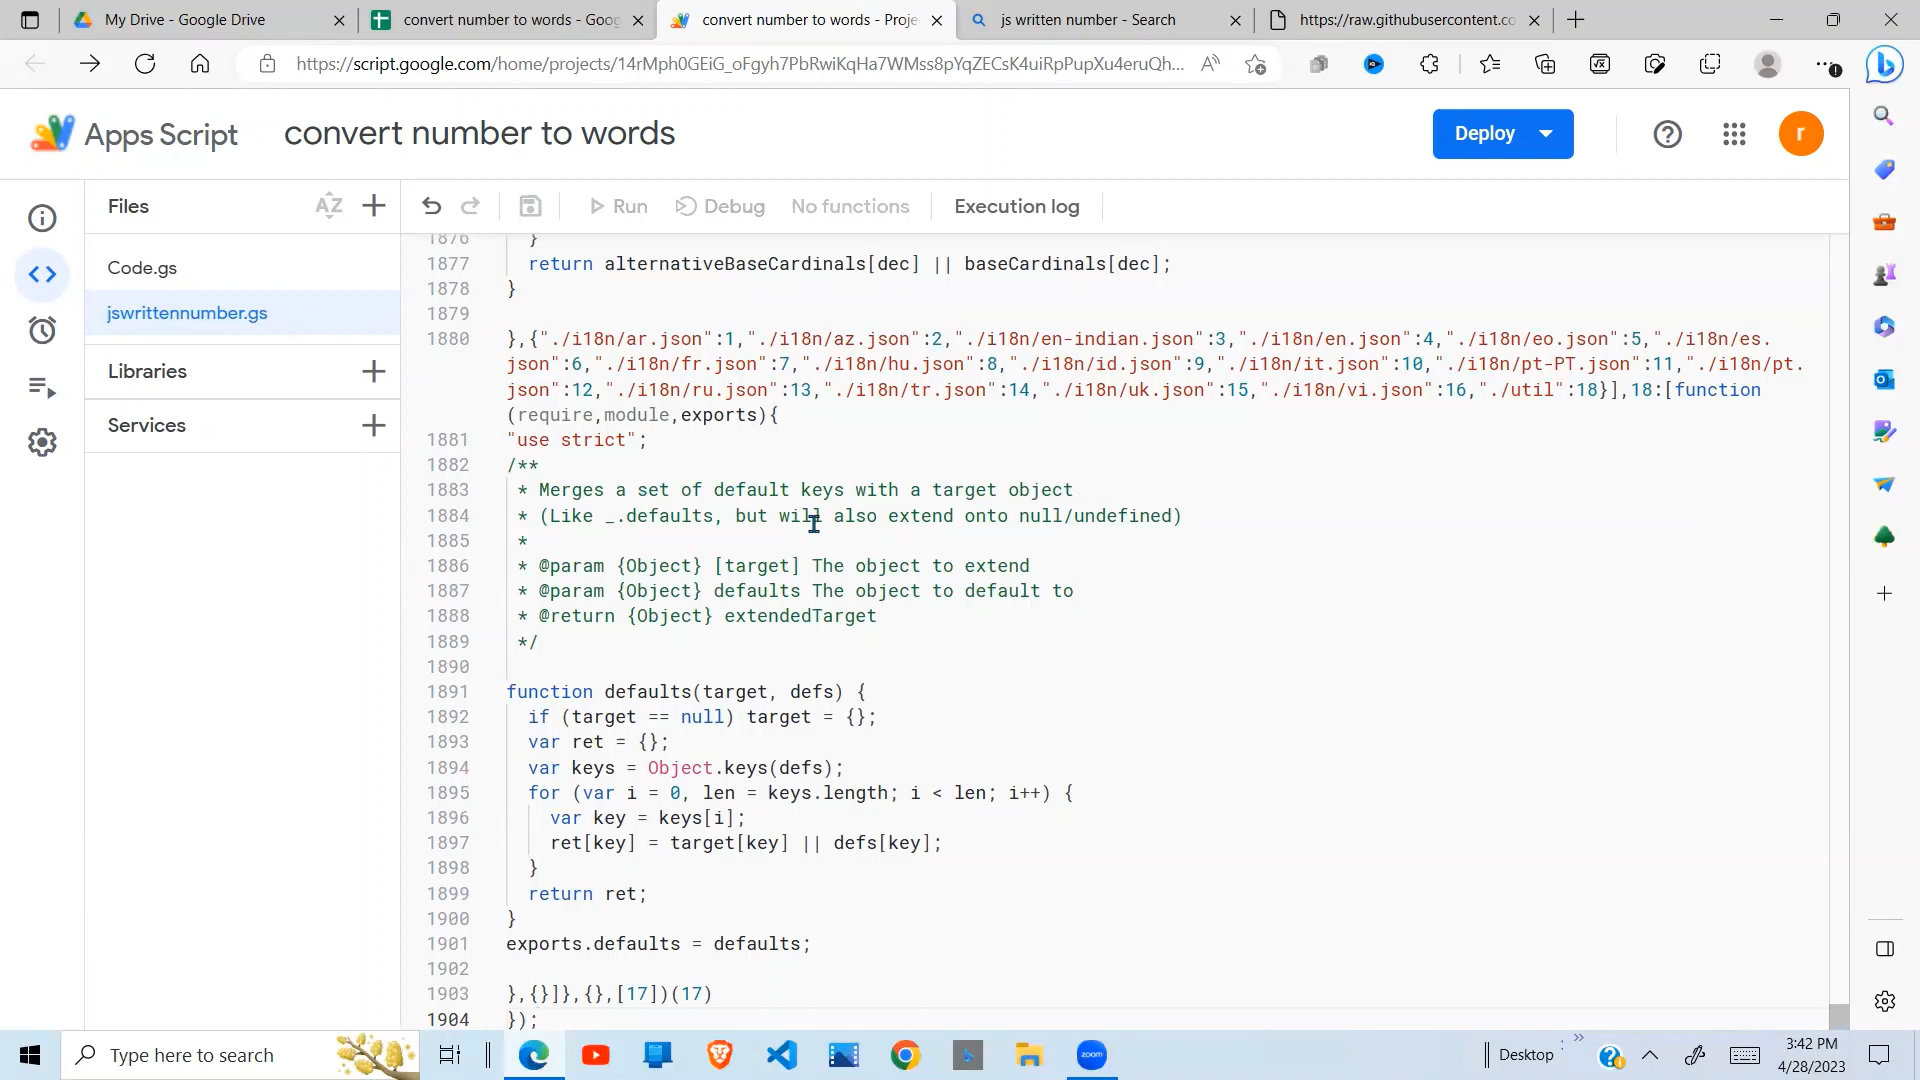 My Drive - Google Drive
convert number to words - Goog
convert number to words - Proje
js written number - Search
https://raw.githubusercontent.co
https://script.google.com/home/projects/14rMph0GEiG_oFgyh7PbRwiKqHa7WMss8pYqZECsK4uiRpPupXu4eruQh...
Apps Script
convert number to words
Deploy
r
Files
AZ
Run
Debug
No functions
Execution log
Code.gs
jswrittennumber.gs
Libraries
Services
1876 }
1877 return alternativeBaseCardinals[dec] || baseCardinals[dec];
1878 }
1879
1880 },{"./i18n/ar.json":1,"./i18n/az.json":2,"./i18n/en-indian.json":3,"./i18n/en.json":4,"./i18n/eo.json":5,"./i18n/es.
json":6,"./i18n/fr.json":7,"./i18n/hu.json":8,"./i18n/id.json":9,"./i18n/it.json":10,"./i18n/pt-PT.json":11,"./i18n/pt.
json":12,"./i18n/ru.json":13,"./i18n/tr.json":14,"./i18n/uk.json":15,"./i18n/vi.json":16,"./util":18}],18:[function
(require,module,exports){
1881 "use strict";
1882 /**
1883 * Merges a set of default keys with a target object
1884 * (Like _.defaults, but will also extend onto null/undefined)
1885 *
1886 * @param {Object} [target] The object to extend
1887 * @param {Object} defaults The object to default to
1888 * @return {Object} extendedTarget
1889 */
1890
1891 function defaults(target, defs) {
1892 if (target == null) target = {};
1893 var ret = {};
1894 var keys = Object.keys(defs);
1895 for (var i = 0, len = keys.length; i < len; i++) {
1896 var key = keys[i];
1897 ret[key] = target[key] || defs[key];
1898 }
1899 return ret;
1900 }
1901 exports.defaults = defaults;
1902
1903 },{}]},{},[17])(17)
1904 });
Type here to search
zoom
Desktop
3:42 PM
4/28/2023